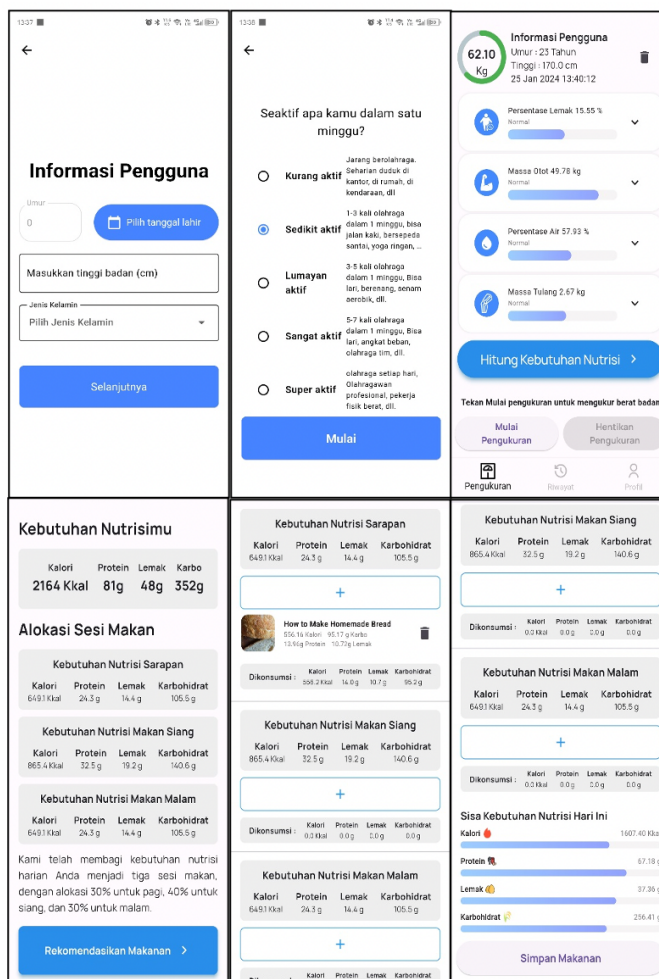 13:37
Informasi Pengguna
Umur
0
Pilih tanggal lahir
Masukkan tinggi badan (cm)
Jenis Kelamin
Pilih Jenis Kelamin
Selanjutnya
13:38
Seaktif apa kamu dalam satu
minggu?
Kurang aktif
Jarang berolahraga.
Seharian duduk di
kantor, di rumah, di
kendaraan, dll
Sedikit aktif
1-3 kali olahraga
dalam 1 minggu, bisa
jalan kaki, bersepeda
santai, yoga ringan, ...
Lumayan
aktif
3-5 kali olahraga
dalam 1 minggu, Bisa
lari, berenang, senam
aerobik, dll.
Sangat aktif
5-7 kali olahraga
dalam 1 minggu, Bisa
lari, angkat beban,
olahraga tim, dll.
Super aktif
olahraga setiap hari,
Olahragawan
profesional, pekerja
fisik berat, dll.
Mulai
62.10
Kg
Informasi Pengguna
Umur : 23 Tahun
Tinggi : 170.0 cm
25 Jan 2024 13:40:12
Persentase Lemak 15.55 %
Normal
Massa Otot 49.78 kg
Normal
Persentase Air 57.93 %
Normal
Massa Tulang 2.67 kg
Normal
Hitung Kebutuhan Nutrisi >
Tekan Mulai pengukuran untuk mengukur berat badan
Mulai
Pengukuran
Hentikan
Pengukuran
Pengukuran
Riwayat
Profil
Kebutuhan Nutrisimu
Kalori Protein Lemak Karbo
2164 Kkal 81g 48g 352g
Alokasi Sesi Makan
Kebutuhan Nutrisi Sarapan
Kalori Protein Lemak Karbohidrat
649.1 Kkal 24.3 g 14.4 g 105.5 g
Kebutuhan Nutrisi Makan Siang
Kalori Protein Lemak Karbohidrat
865.4 Kkal 32.5 g 19.2 g 140.6 g
Kebutuhan Nutrisi Makan Malam
Kalori Protein Lemak Karbohidrat
649.1 Kkal 24.3 g 14.4 g 105.5 g
Kami telah membagi kebutuhan nutrisi
harian Anda menjadi tiga sesi makan,
dengan alokasi 30% untuk pagi, 40% untuk
siang, dan 30% untuk malam.
Rekomendasikan Makanan >
Kebutuhan Nutrisi Sarapan
Kalori Protein Lemak Karbohidrat
649.1 Kkal 24.3 g 14.4 g 105.5 g
+
How to Make Homemade Bread
556.16 Kalori 95.17 g Karbo
13.96g Protein 10.72g Lemak
Dikonsumsi :
Kalori Protein Lemak Karbohidrat
556.2 Kkal 14.0 g 10.7 g 95.2 g
Kebutuhan Nutrisi Makan Siang
Kalori Protein Lemak Karbohidrat
865.4 Kkal 32.5 g 19.2 g 140.6 g
+
Dikonsumsi :
Kalori Protein Lemak Karbohidrat
0.0 Kkal 0.0 g 0.0 g 0.0 g
Kebutuhan Nutrisi Makan Malam
Kalori Protein Lemak Karbohidrat
649.1 Kkal 24.3 g 14.4 g 105.5 g
+
Kalori Protein Lemak Karbohidrat
Kebutuhan Nutrisi Makan Siang
Kalori Protein Lemak Karbohidrat
865.4 Kkal 32.5 g 19.2 g 140.6 g
+
Dikonsumsi :
Kalori Protein Lemak Karbohidrat
0.0 Kkal 0.0 g 0.0 g 0.0 g
Kebutuhan Nutrisi Makan Malam
Kalori Protein Lemak Karbohidrat
649.1 Kkal 24.3 g 14.4 g 105.5 g
+
Dikonsumsi :
Kalori Protein Lemak Karbohidrat
0.0 Kkal 0.0 g 0.0 g 0.0 g
Sisa Kebutuhan Nutrisi Hari Ini
Kalori 1607.40 Kka
Protein 67.18 g
Lemak 37.36 g
Karbohidrat 256.41 g
Simpan Makanan